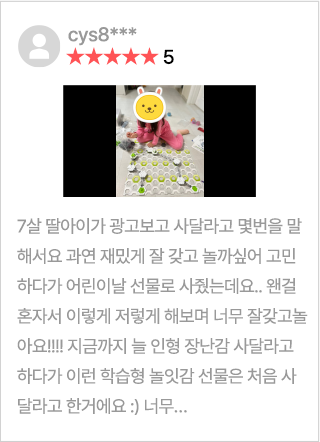 cys8***
★★★★★ 5
7살 딸아이가 광고보고 사달라고 몇번을 말
해서요 과연 재밌게 잘 갖고 놀까싶어 고민
하다가 어린이날 선물로 사줬는데요.. 왠걸
혼자서 이렇게 저렇게 해보며 너무 잘갖고놀
아요!!!! 지금까지 늘 인형 장난감 사달라고
하다가 이런 학습형 놀잇감 선물은 처음 사
달라고 한거에요 :) 너무...